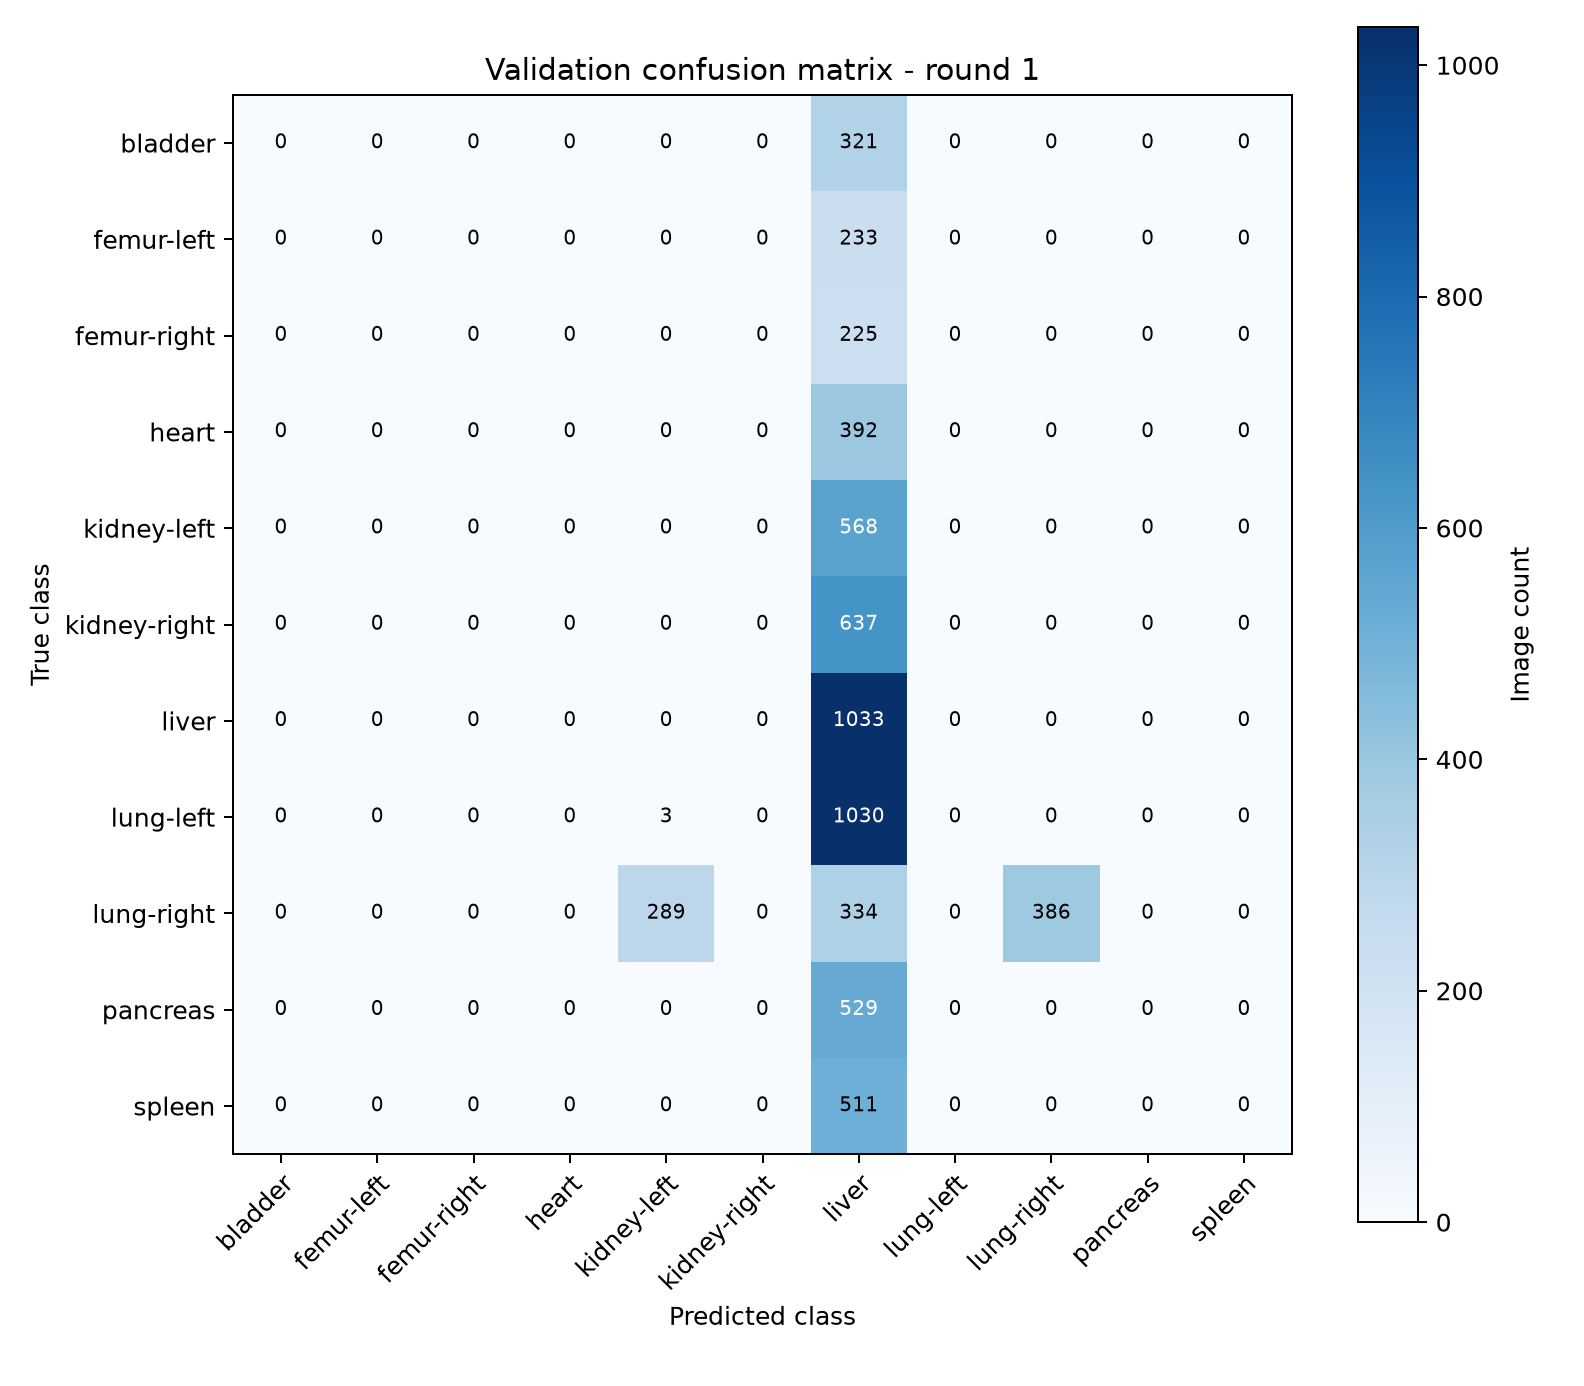 Validation confusion matrix - round 1
True class
bladder 0 0 0 0 0 0 321 0 0 0 0
femur-left 0 0 0 0 0 0 233 0 0 0 0
femur-right 0 0 0 0 0 0 225 0 0 0 0
heart 0 0 0 0 0 0 392 0 0 0 0
kidney-left 0 0 0 0 0 0 568 0 0 0 0
kidney-right 0 0 0 0 0 0 637 0 0 0 0
liver 0 0 0 0 0 0 1033 0 0 0 0
lung-left 0 0 0 0 3 0 1030 0 0 0 0
lung-right 0 0 0 0 289 0 334 0 386 0 0
pancreas 0 0 0 0 0 0 529 0 0 0 0
spleen 0 0 0 0 0 0 511 0 0 0 0
bladder femur-left femur-right heart kidney-left kidney-right liver lung-left lung-right pancreas spleen
Predicted class
1000
800
600
400
200
0
Image count